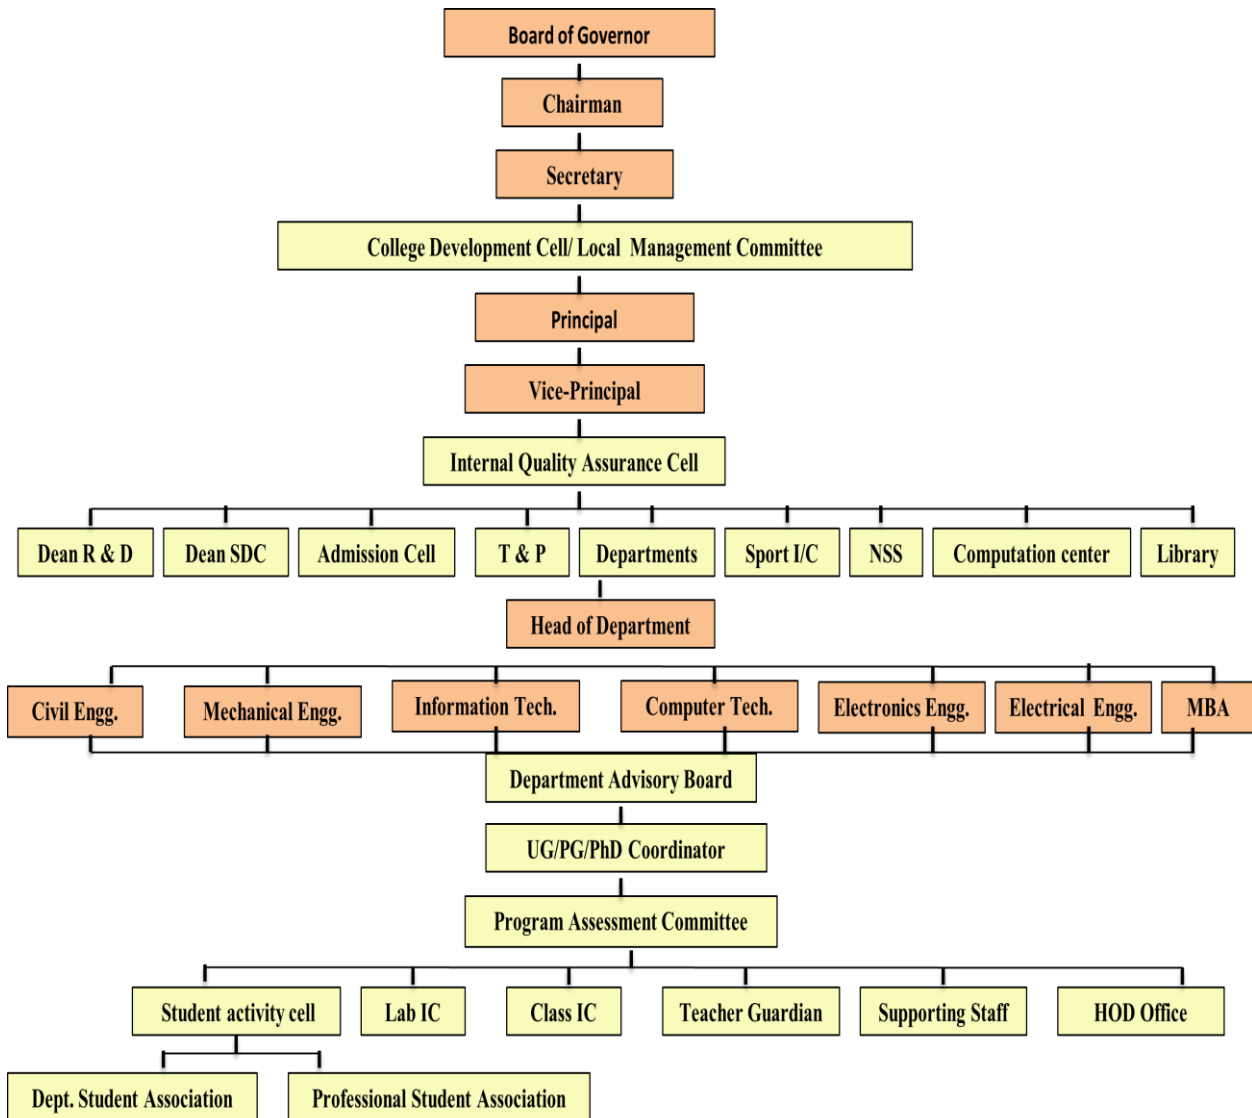 Board of Governor
Chairman
Secretary
College Development Cell/ Local Management Committee
Principal
Vice-Principal
Internal Quality Assurance Cell
Dean R & D
Dean SDC
Admission Cell
T & P
Departments
Sport I/C
NSS
Computation center
Library
Head of Department
Civil Engg.
Mechanical Engg.
Information Tech.
Computer Tech.
Electronics Engg.
Electrical Engg.
MBA
Department Advisory Board
UG/PG/PhD Coordinator
Program Assessment Committee
Student activity cell
Lab IC
Class IC
Teacher Guardian
Supporting Staff
HOD Office
Dept. Student Association
Professional Student Association